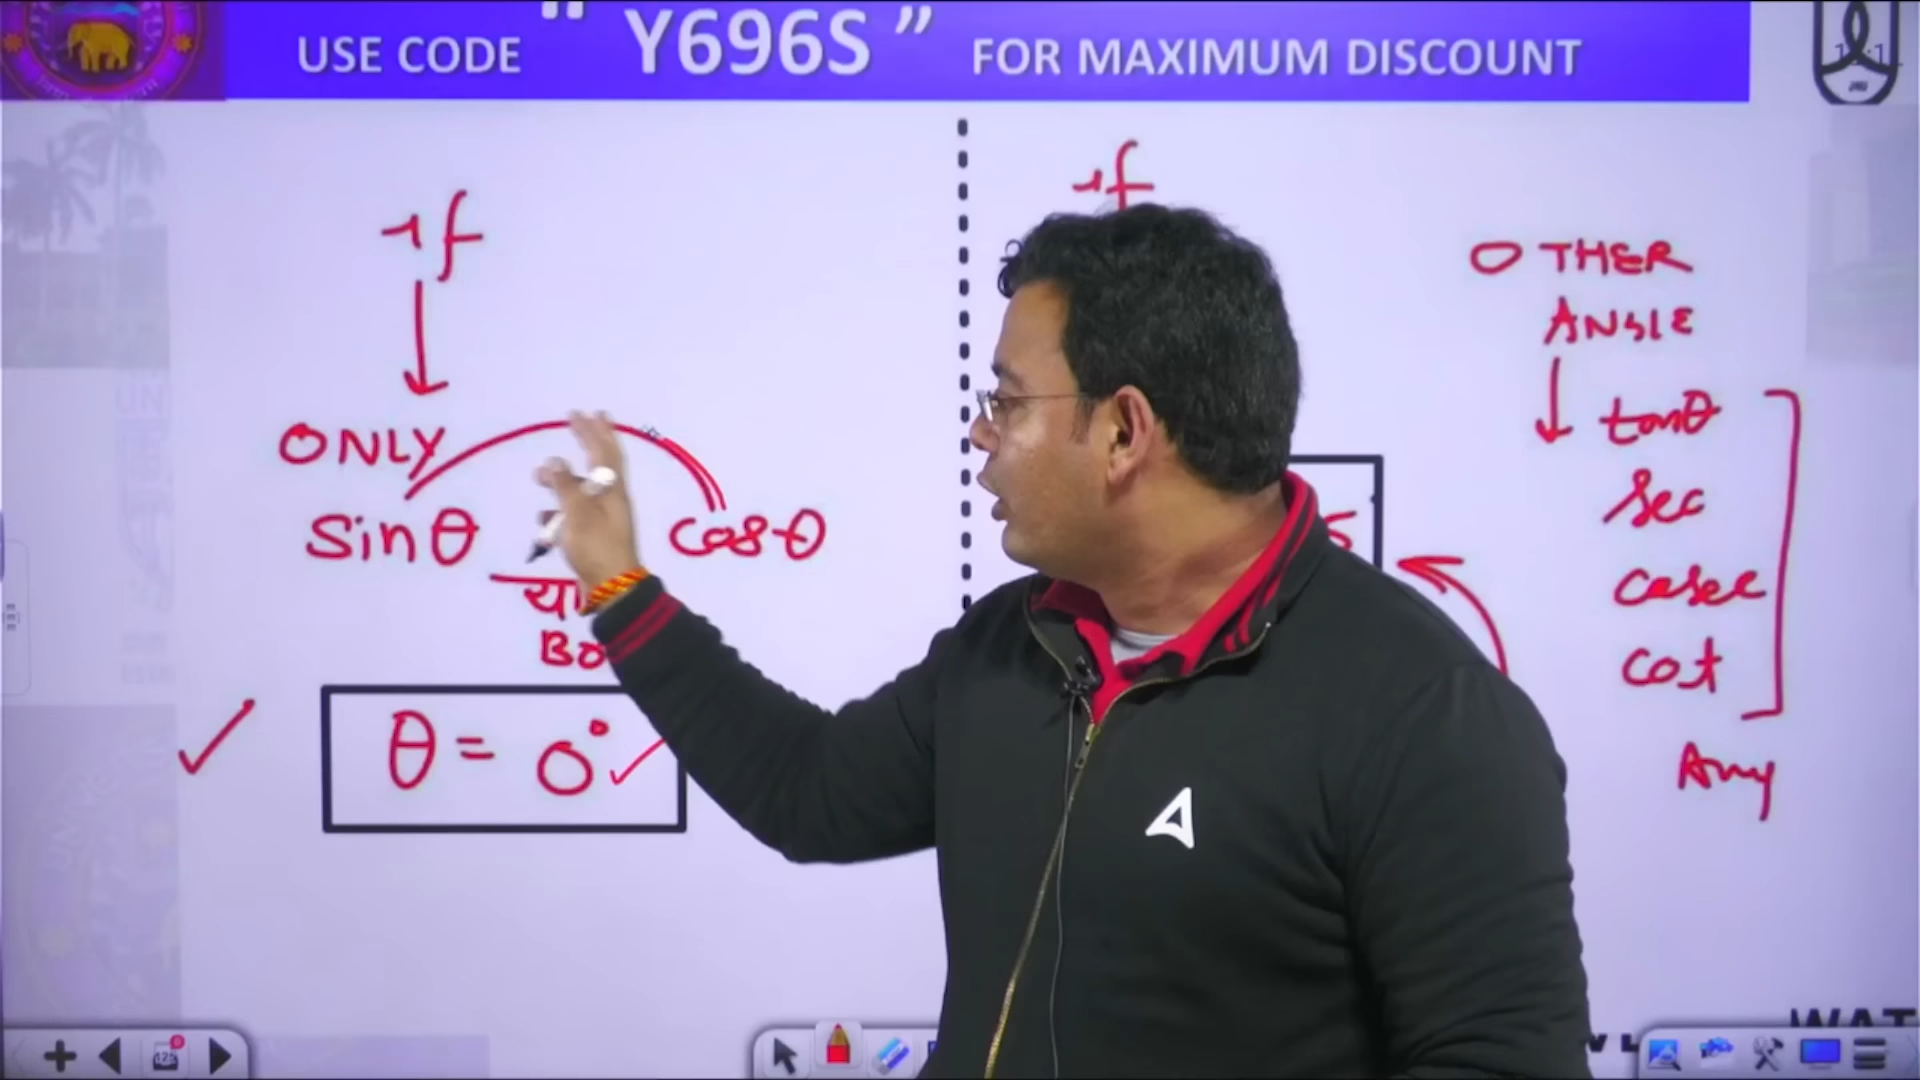 USE CODE “ Y696S ” FOR MAXIMUM DISCOUNT
if
ONLY
sinθ cosθ
θ = 0°
if
OTHER
ANGLE
tanθ
sec
cosec
cot
Any